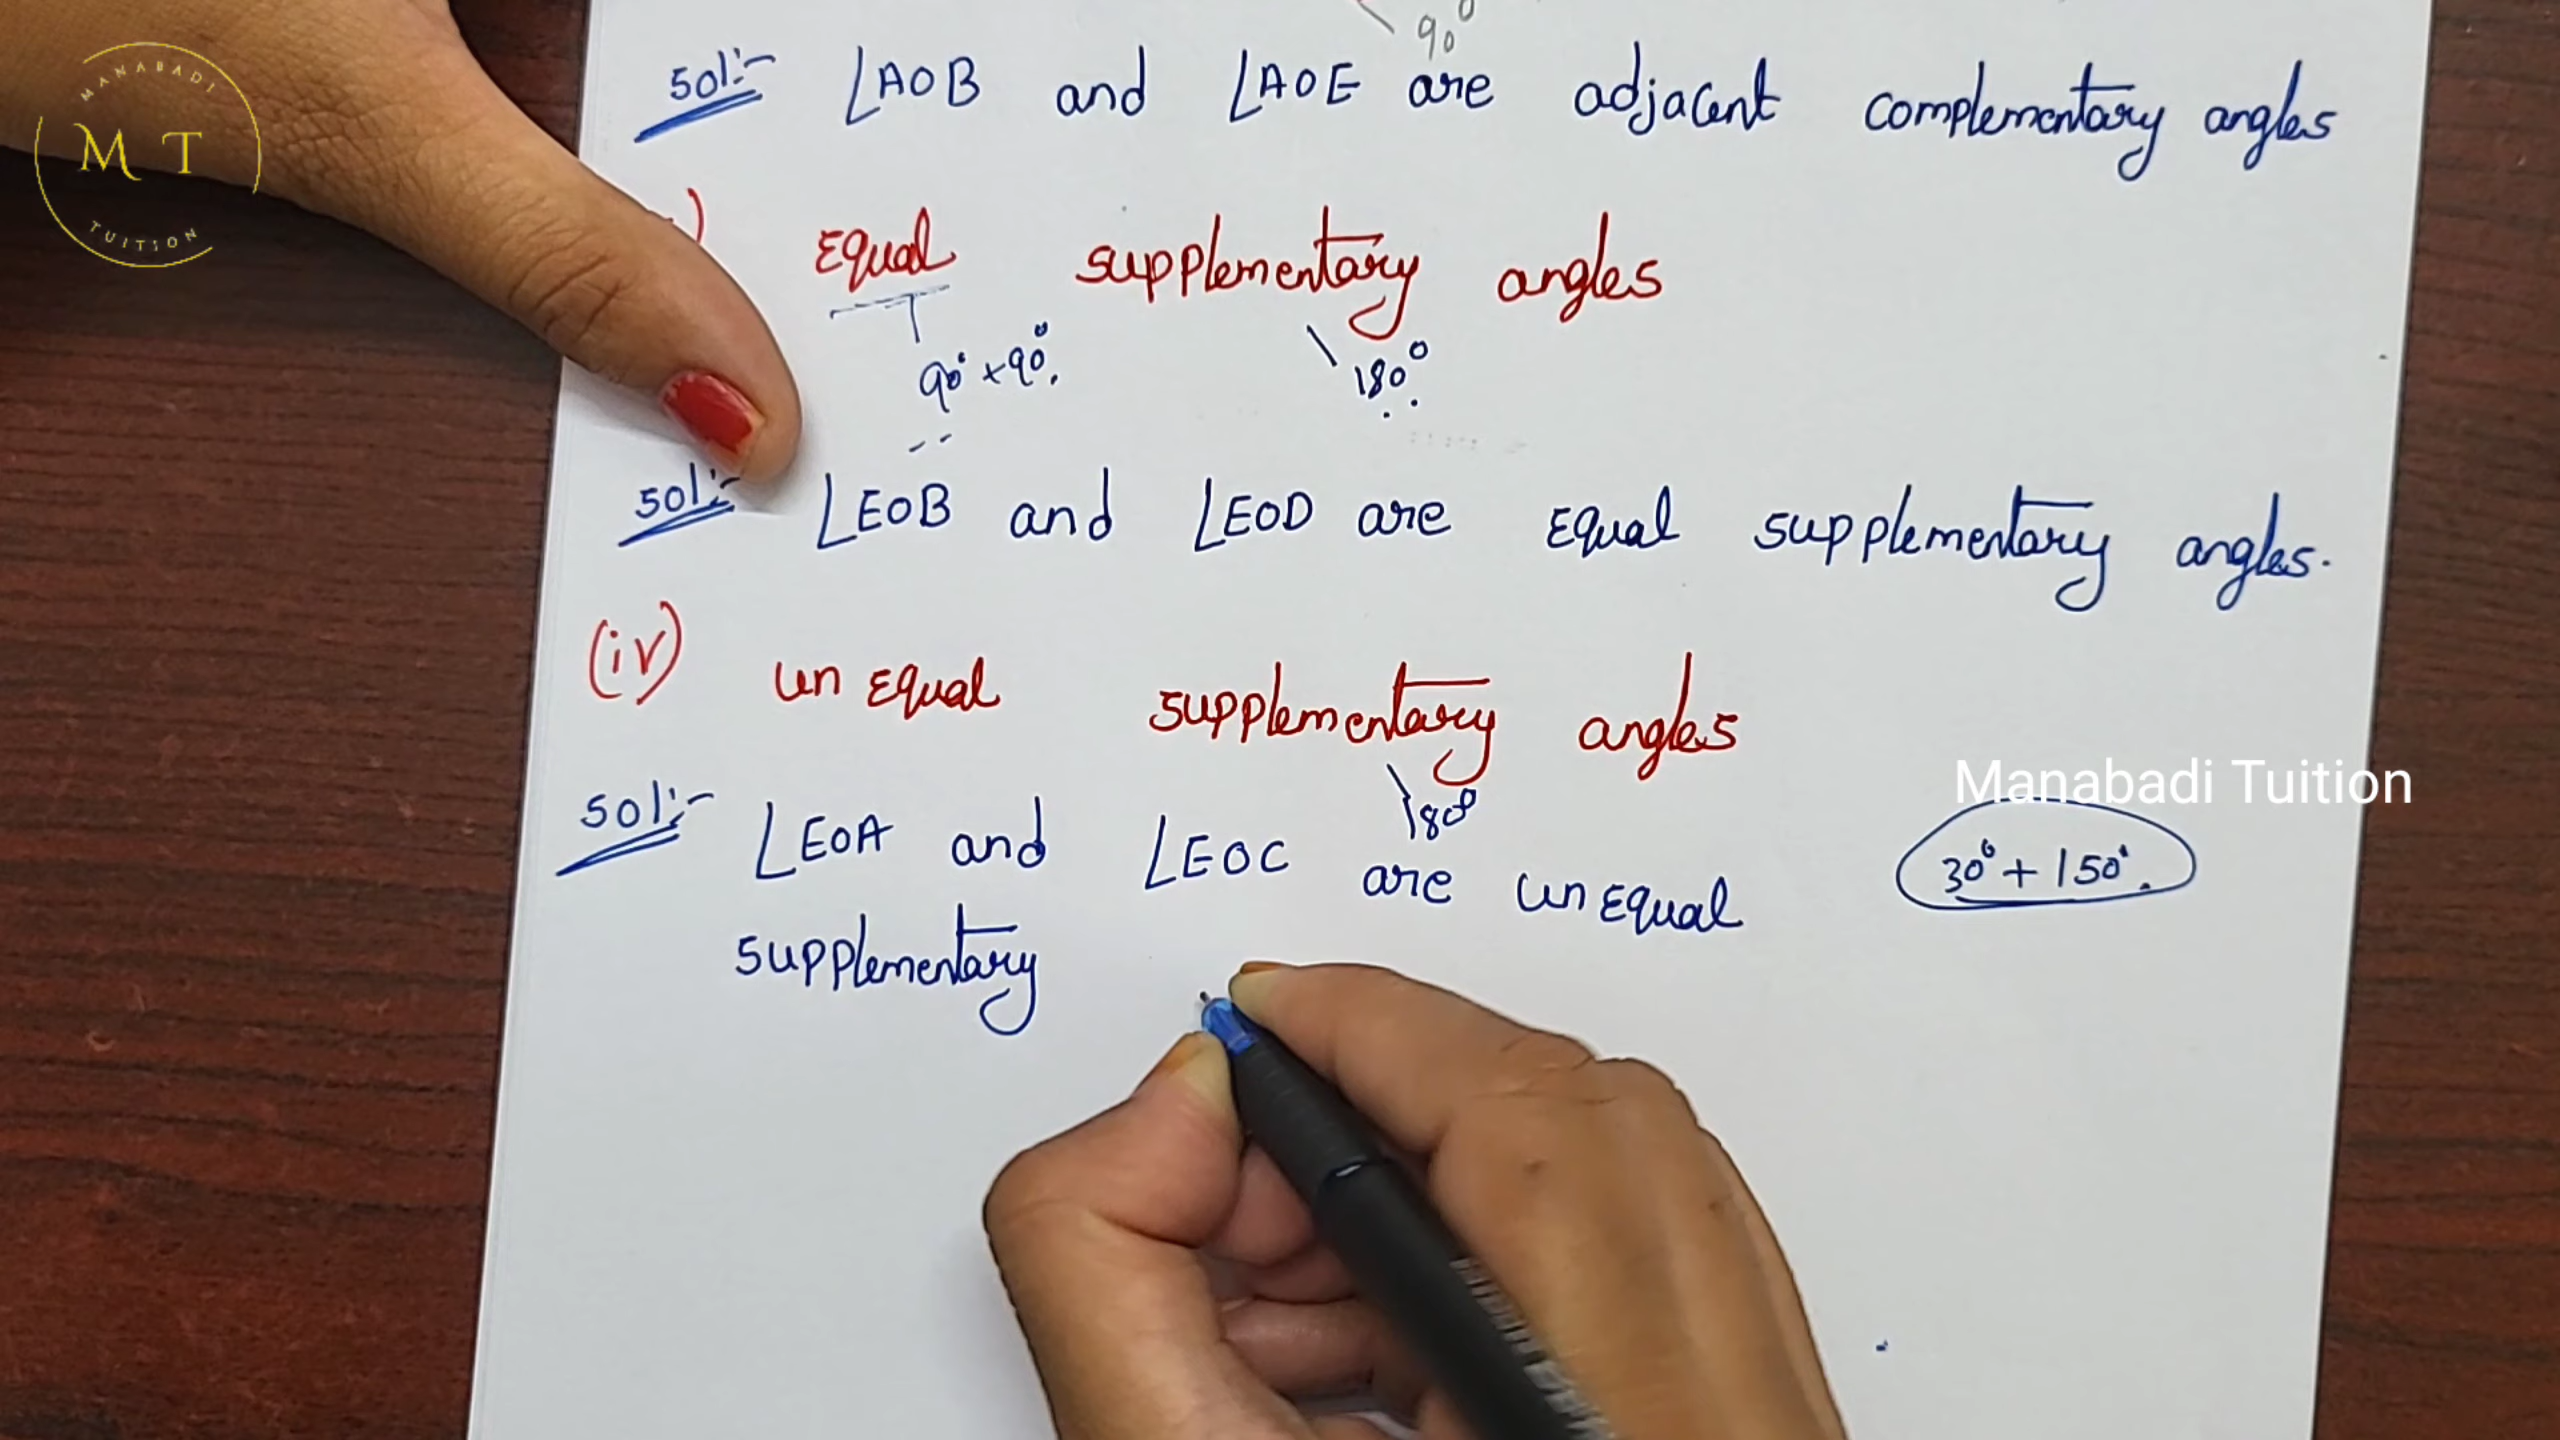 MANABADI
M T
TUITION
90°
Sol:- ∠AOB and ∠AOE are adjacent complementary angles
) Equal supplementary angles
90° + 90°.
180°
Sol:- ∠EOB and ∠EOD are Equal supplementary angles.
(iv) un Equal supplementary angles
Manabadi Tuition
180°
Sol:- ∠EOA and ∠EOC are un Equal
30° + 150°.
supplementary